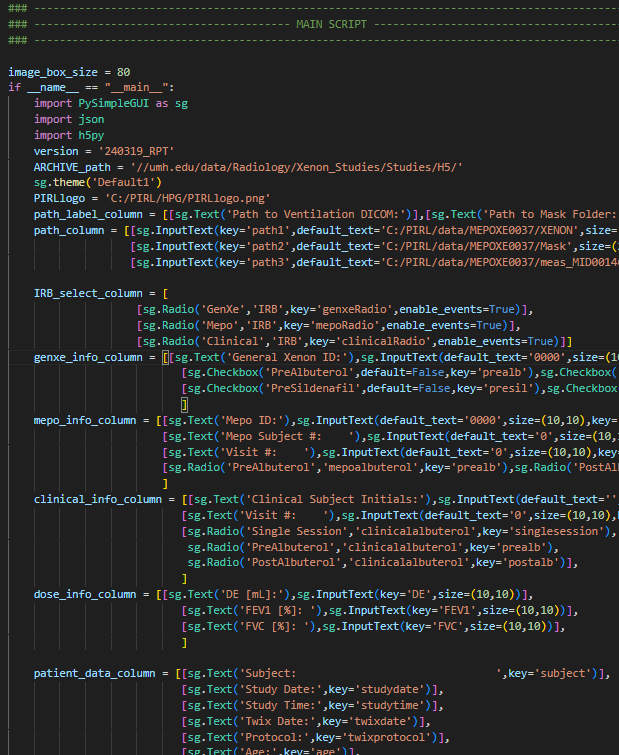 ### ------------------------------------------------------------------------------------------
### --------------------------------------- MAIN SCRIPT --------------------------------------
### ------------------------------------------------------------------------------------------
image_box_size = 80
if __name__ == "__main__":
    import PySimpleGUI as sg
    import json
    import h5py
    version = '240319_RPT'
    ARCHIVE_path = '//umh.edu/data/Radiology/Xenon_Studies/Studies/H5/'
    sg.theme('Default1')
    PIRLlogo = 'C:/PIRL/HPG/PIRLlogo.png'
    path_label_column = [[sg.Text('Path to Ventilation DICOM:')],[sg.Text('Path to Mask Folder:
    path_column = [[sg.InputText(key='path1',default_text='C:/PIRL/data/MEPOXE0037/XENON',size=
                   [sg.InputText(key='path2',default_text='C:/PIRL/data/MEPOXE0037/Mask',size=(
                   [sg.InputText(key='path3',default_text='C:/PIRL/data/MEPOXE0037/meas_MID0014
    IRB_select_column = [
                    [sg.Radio('GenXe','IRB',key='genxeRadio',enable_events=True)],
                    [sg.Radio('Mepo','IRB',key='mepoRadio',enable_events=True)],
                    [sg.Radio('Clinical','IRB',key='clinicalRadio',enable_events=True)]]
    genxe_info_column = [[sg.Text('General Xenon ID:'),sg.InputText(default_text='0000',size=(10
                           [sg.Checkbox('PreAlbuterol',default=False,key='prealb'),sg.Checkbox(
                           [sg.Checkbox('PreSildenafil',default=False,key='presil'),sg.Checkbox
                           ]
    mepo_info_column = [[sg.Text('Mepo ID:'),sg.InputText(default_text='0000',size=(10,10),key=
                        [sg.Text('Mepo Subject #:    '),sg.InputText(default_text='0',size=(10,
                        [sg.Text('Visit #:    '),sg.InputText(default_text='0',size=(10,10),key
                        [sg.Radio('PreAlbuterol','mepoalbuterol',key='prealb'),sg.Radio('PostAl
                        ]
    clinical_info_column = [[sg.Text('Clinical Subject Initials:'),sg.InputText(default_text=''
                           [sg.Text('Visit #:    '),sg.InputText(default_text='0',size=(10,10),
                           [sg.Radio('Single Session','clinicalalbuterol',key='singlesession'),
                            sg.Radio('PreAlbuterol','clinicalalbuterol',key='prealb'),
                            sg.Radio('PostAlbuterol','clinicalalbuterol',key='postalb')],
                           ]
    dose_info_column = [[sg.Text('DE [mL]:'),sg.InputText(key='DE',size=(10,10))],
                           [sg.Text('FEV1 [%]: '),sg.InputText(key='FEV1',size=(10,10))],
                           [sg.Text('FVC [%]: '),sg.InputText(key='FVC',size=(10,10))],
                           ]
    patient_data_column = [[sg.Text('Subject:                               ',key='subject')],
                           [sg.Text('Study Date:',key='studydate')],
                           [sg.Text('Study Time:',key='studytime')],
                           [sg.Text('Twix Date:',key='twixdate')],
                           [sg.Text('Protocol:',key='twixprotocol')],
                           [sg.Text('Age:',key='age')],